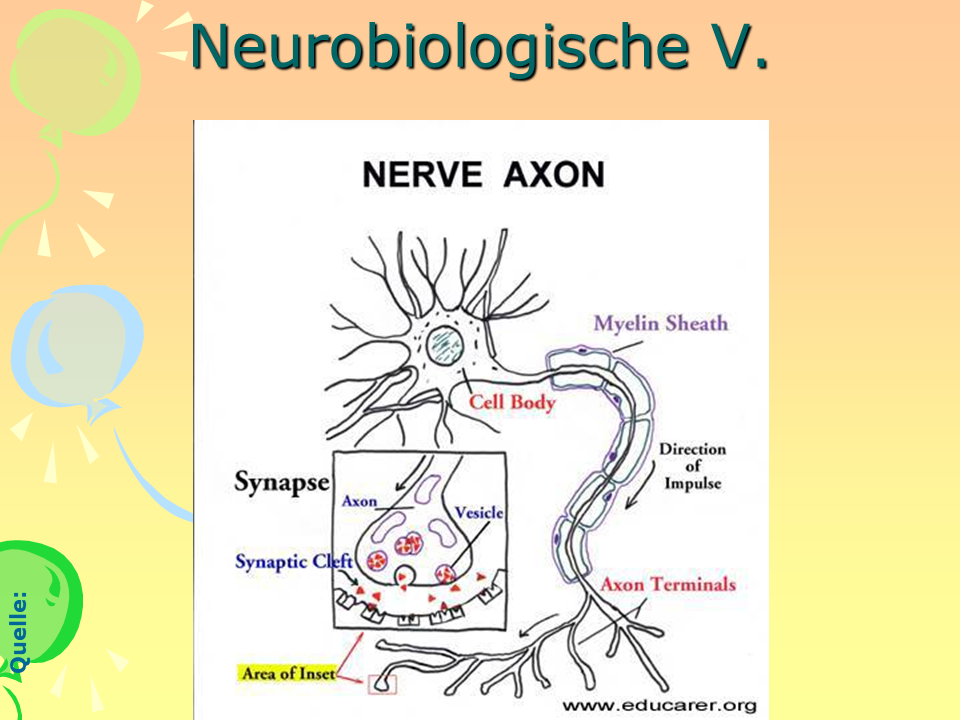 Neurobiologische V.
NERVE AXON
Myelin Sheath
Cell Body
Direction
of
Impulse
Synapse
Axon
Vesicle
Synaptic Cleft
Axon Terminals
Area of Inset
www.educarer.org
Quelle: